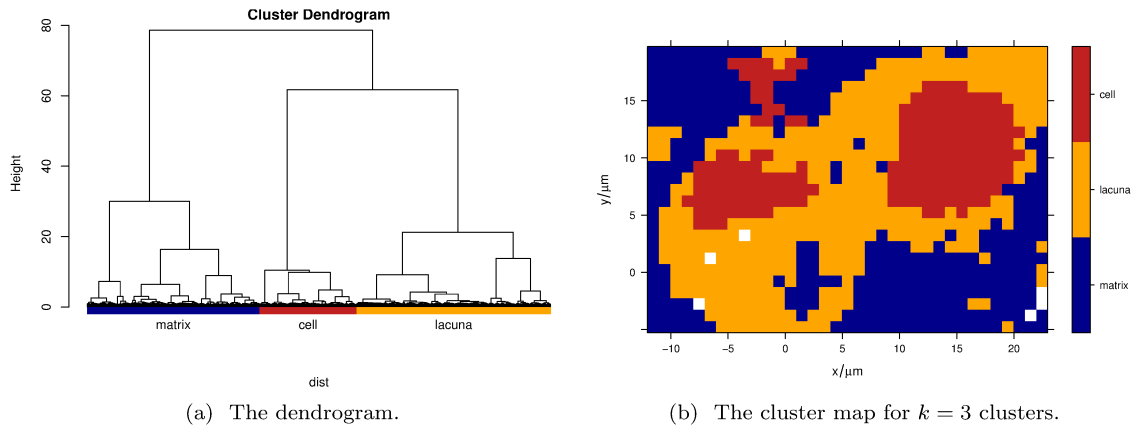 Cluster Dendrogram
80
60
40
20
0
Height
matrix cell lacuna
dist
(a) The dendrogram.
15
10
5
0
y/µm
−10 −5 0 5 10 15 20
x/µm
cell
lacuna
matrix
(b) The cluster map for k = 3 clusters.